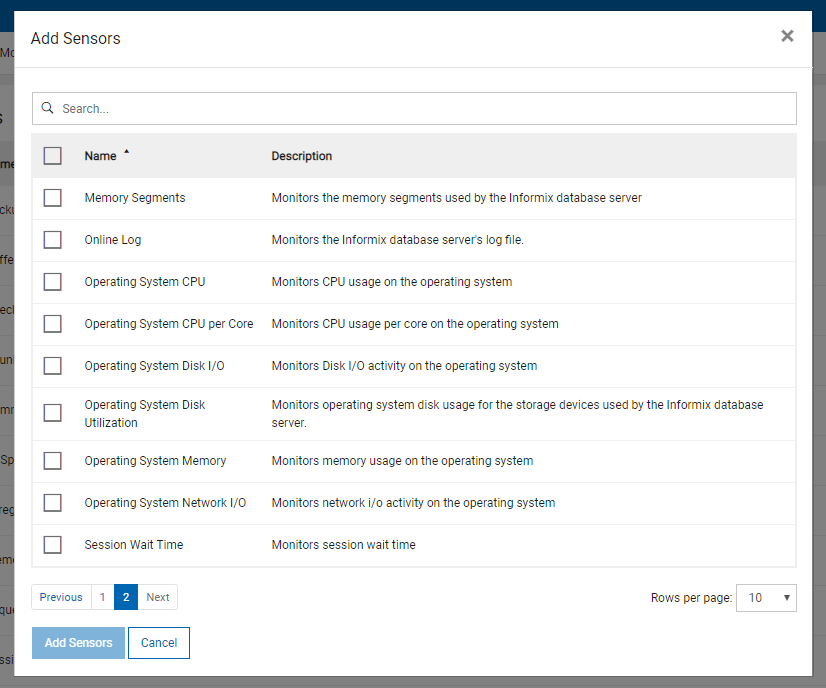 Add Sensors
Search...
Name Description
Memory Segments Monitors the memory segments used by the Informix database server
Online Log Monitors the Informix database server's log file.
Operating System CPU Monitors CPU usage on the operating system
Operating System CPU per Core Monitors CPU usage per core on the operating system
Operating System Disk I/O Monitors Disk I/O activity on the operating system
Operating System Disk Monitors operating system disk usage for the storage devices used by the Informix database
Utilization server.
Operating System Memory Monitors memory usage on the operating system
Operating System Network I/O Monitors network i/o activity on the operating system
Session Wait Time Monitors session wait time
Previous 1 2 Next Rows per page: 10
Add Sensors Cancel